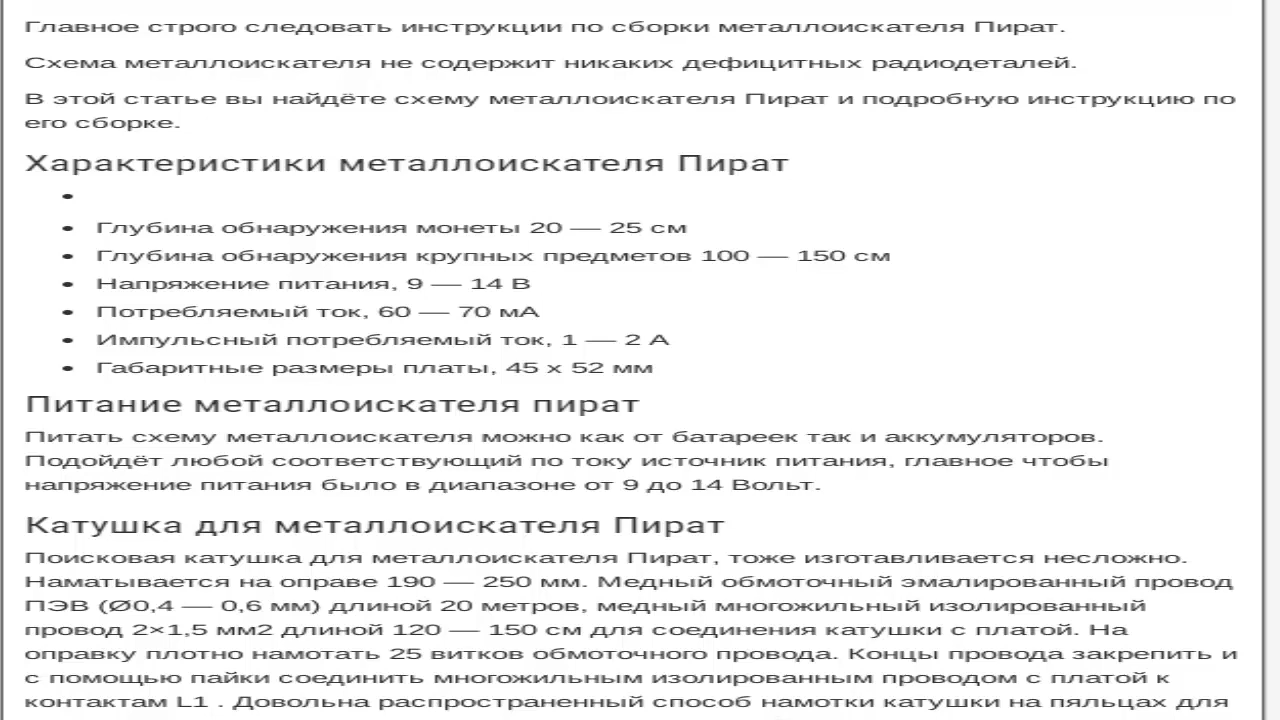 Главное строго следовать инструкции по сборки металлоискателя Пират.
Схема металлоискателя не содержит никаких дефицитных радиодеталей.
В этой статье вы найдёте схему металлоискателя Пират и подробную инструкцию по
его сборке.
Характеристики металлоискателя Пират
•
• Глубина обнаружения монеты 20 — 25 см
• Глубина обнаружения крупных предметов 100 — 150 см
• Напряжение питания, 9 — 14 В
• Потребляемый ток, 60 — 70 мА
• Импульсный потребляемый ток, 1 — 2 А
• Габаритные размеры платы, 45 х 52 мм
Питание металлоискателя пират
Питать схему металлоискателя можно как от батареек так и аккумуляторов.
Подойдёт любой соответствующий по току источник питания, главное чтобы
напряжение питания было в диапазоне от 9 до 14 Вольт.
Катушка для металлоискателя Пират
Поисковая катушка для металлоискателя Пират, тоже изготавливается несложно.
Наматывается на оправе 190 — 250 мм. Медный обмоточный эмалированный провод
ПЭВ (Ø0,4 — 0,6 мм) длиной 20 метров, медный многожильный изолированный
провод 2×1,5 мм2 длиной 120 — 150 см для соединения катушки с платой. На
оправку плотно намотать 25 витков обмоточного провода. Концы провода закрепить и
с помощью пайки соединить многожильным изолированным проводом с платой к
контактам L1 . Довольна распространенный способ намотки катушки на пяльцах для